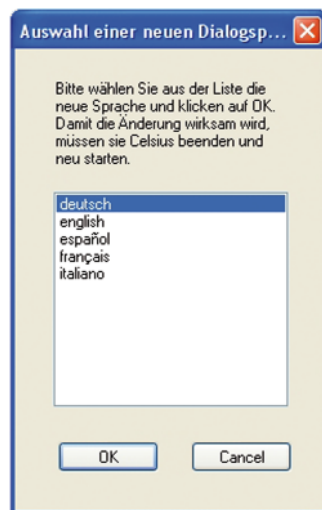 Auswahl einer neuen Dialogsp...
Bitte wählen Sie aus der Liste die
neue Sprache und klicken auf OK.
Damit die Änderung wirksam wird,
müssen sie Celsius beenden und
neu starten.
deutsch
english
español
français
italiano
OK
Cancel